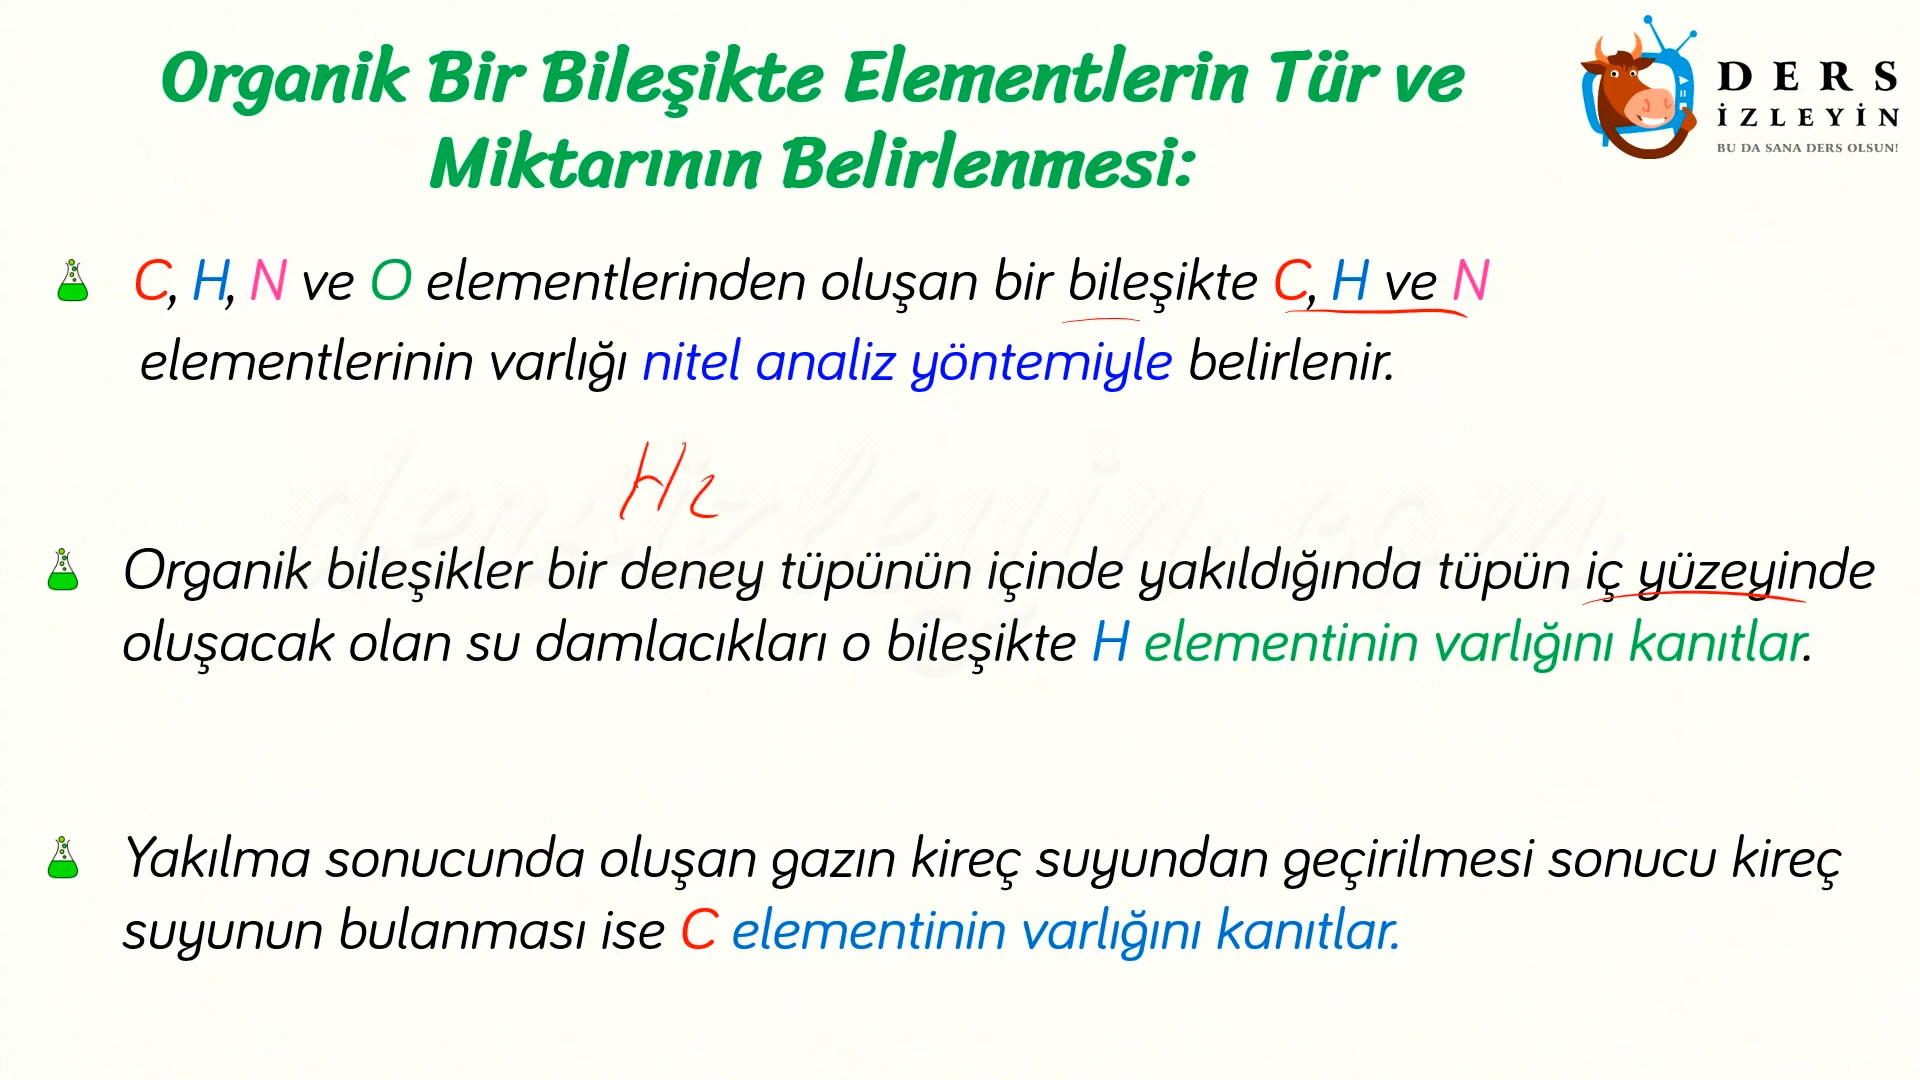 Organik Bir Bileşikte Elementlerin Tür ve
Miktarının Belirlenmesi:
DERS
İZLEYİN
BU DA SANA DERS OLSUN!
C, H, N ve O elementlerinden oluşan bir bileşikte C, H ve N
elementlerinin varlığı nitel analiz yöntemiyle belirlenir.
H2
Organik bileşikler bir deney tüpünün içinde yakıldığında tüpün iç yüzeyinde
oluşacak olan su damlacıkları o bileşikte H elementinin varlığını kanıtlar.
Yakılma sonucunda oluşan gazın kireç suyundan geçirilmesi sonucu kireç
suyunun bulanması ise C elementinin varlığını kanıtlar.